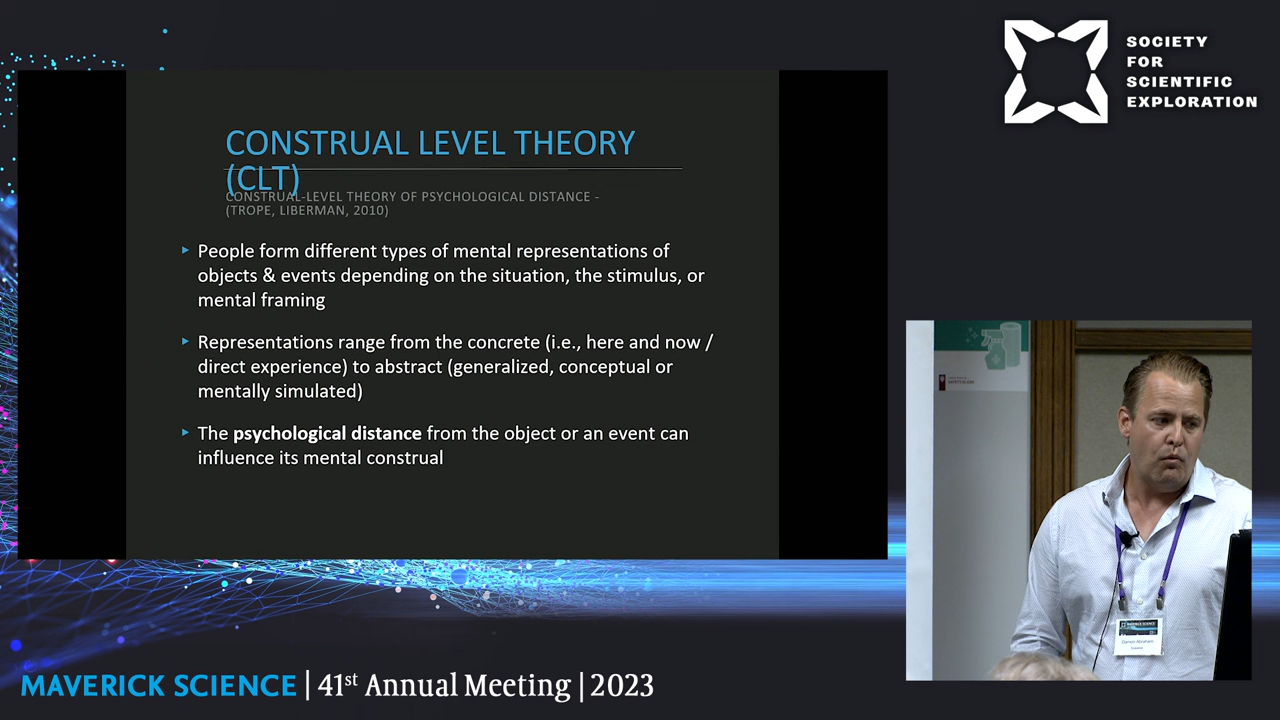 SOCIETY
FOR
SCIENTIFIC
EXPLORATION
CONSTRUAL LEVEL THEORY
(CLT)
CONSTRUAL-LEVEL THEORY OF PSYCHOLOGICAL DISTANCE -
(TROPE, LIBERMAN, 2010)
People form different types of mental representations of
objects & events depending on the situation, the stimulus, or
mental framing
Representations range from the concrete (i.e., here and now /
direct experience) to abstract (generalized, conceptual or
mentally simulated)
The psychological distance from the object or an event can
influence its mental construal
MAVERICK SCIENCE | 41st Annual Meeting | 2023